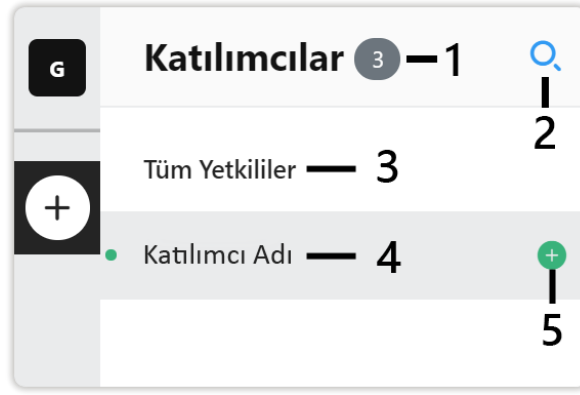 G
Katılımcılar 3 1
2
Tüm Yetkililer 3
Katılımcı Adı 4
5